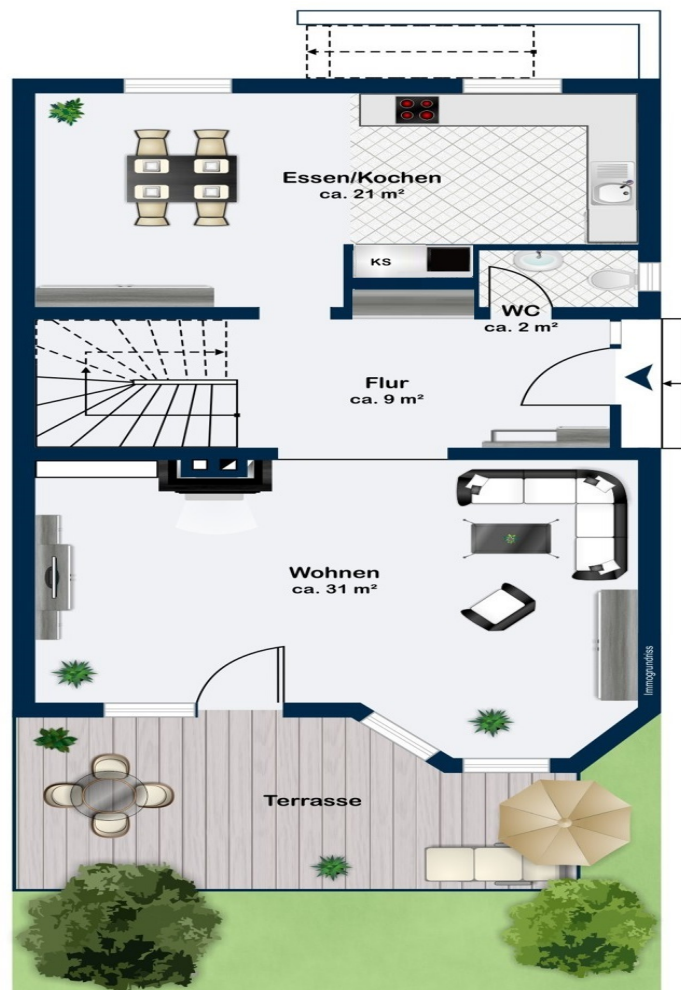 Essen/Kochen
ca. 21 m²
KS
WC
ca. 2 m²
Flur
ca. 9 m²
Wohnen
ca. 31 m²
Immogrundriss
Terrasse